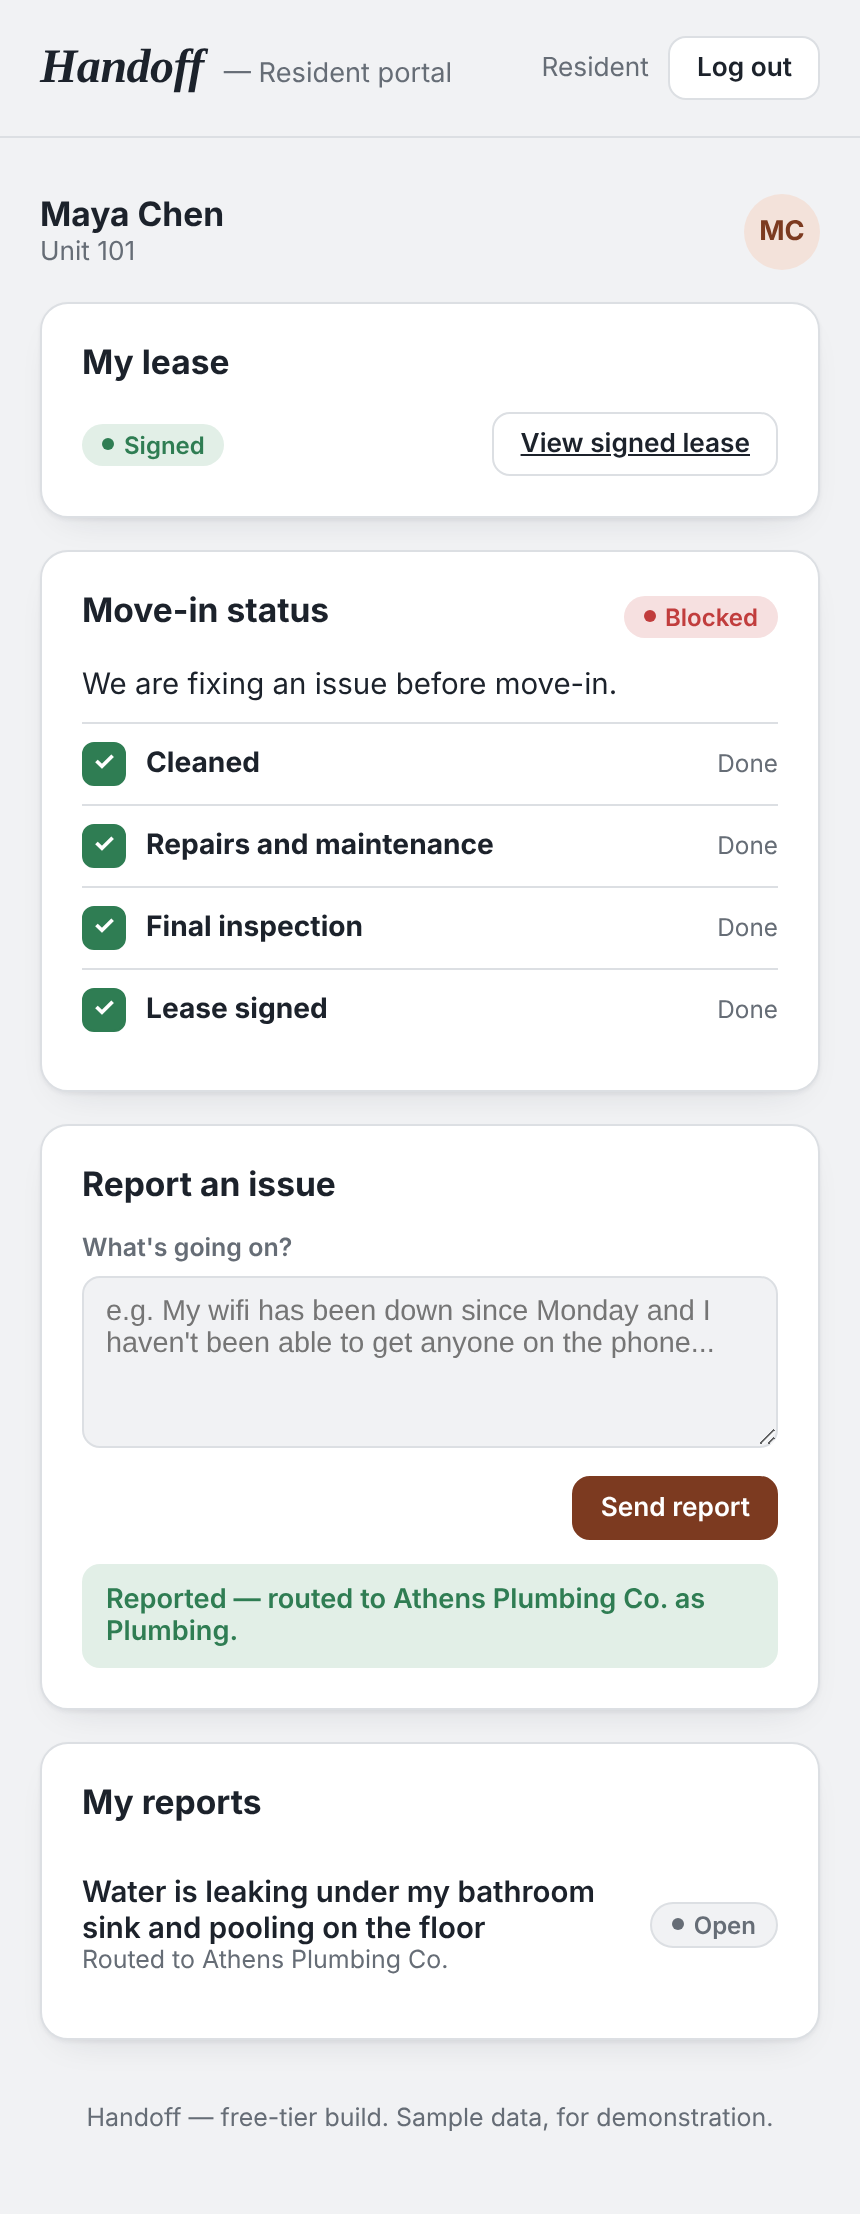 Handoff — Resident portal
Resident
Log out
Maya Chen
Unit 101
MC
My lease
Signed
View signed lease
Move-in status
Blocked
We are fixing an issue before move-in.
Cleaned
Done
Repairs and maintenance
Done
Final inspection
Done
Lease signed
Done
Report an issue
What's going on?
e.g. My wifi has been down since Monday and I
haven't been able to get anyone on the phone...
Send report
Reported — routed to Athens Plumbing Co. as
Plumbing.
My reports
Water is leaking under my bathroom
sink and pooling on the floor
Routed to Athens Plumbing Co.
Open
Handoff — free-tier build. Sample data, for demonstration.